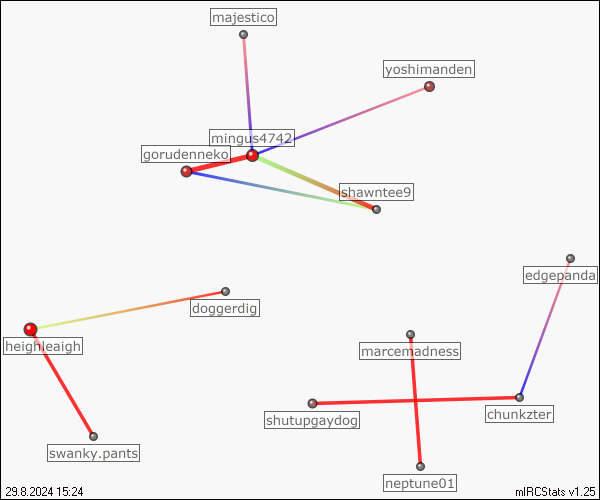 majestico
yoshimanden
mingus4742
gorudenneko
shawntee9
edgepanda
doggerdig
heighleaigh
marcemadness
shutupgaydog
chunkzter
swanky.pants
neptune01
29.8.2024 15:24
mIRCStats v1.25